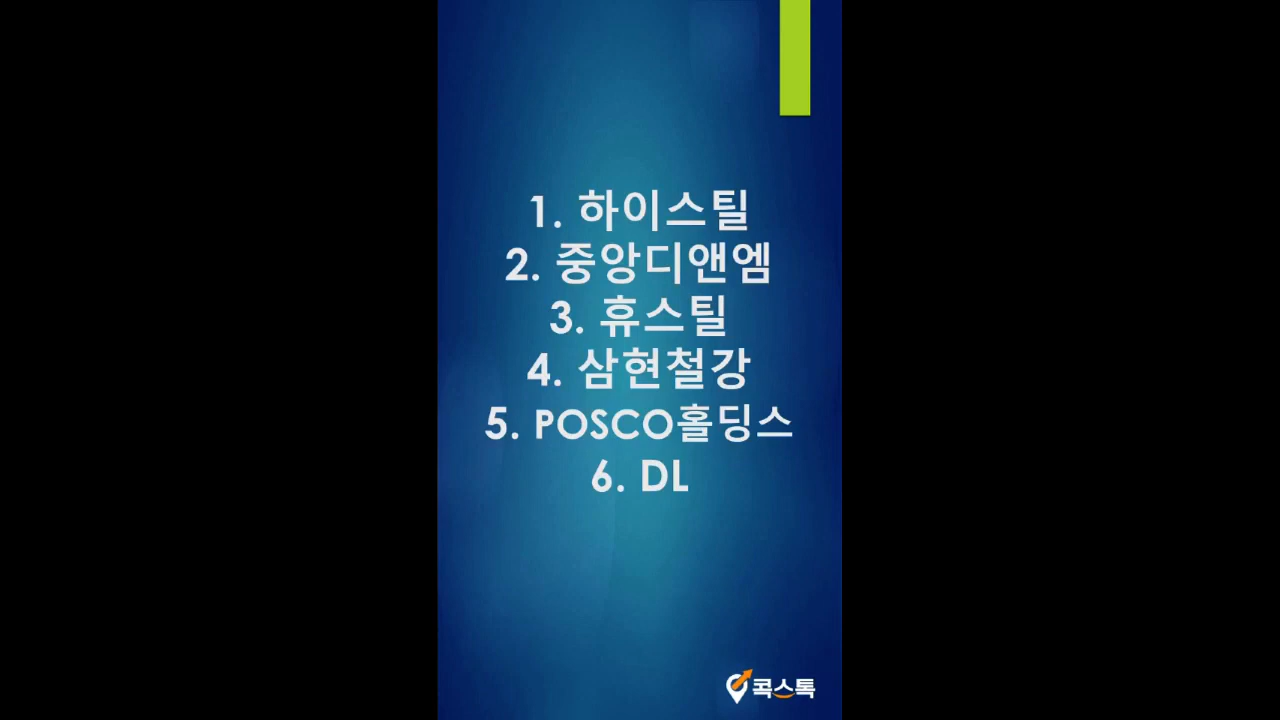 1. 하이스틸
2. 중앙디앤엠
3. 휴스틸
4. 삼현철강
5. POSCO홀딩스
6. DL
콕스톡